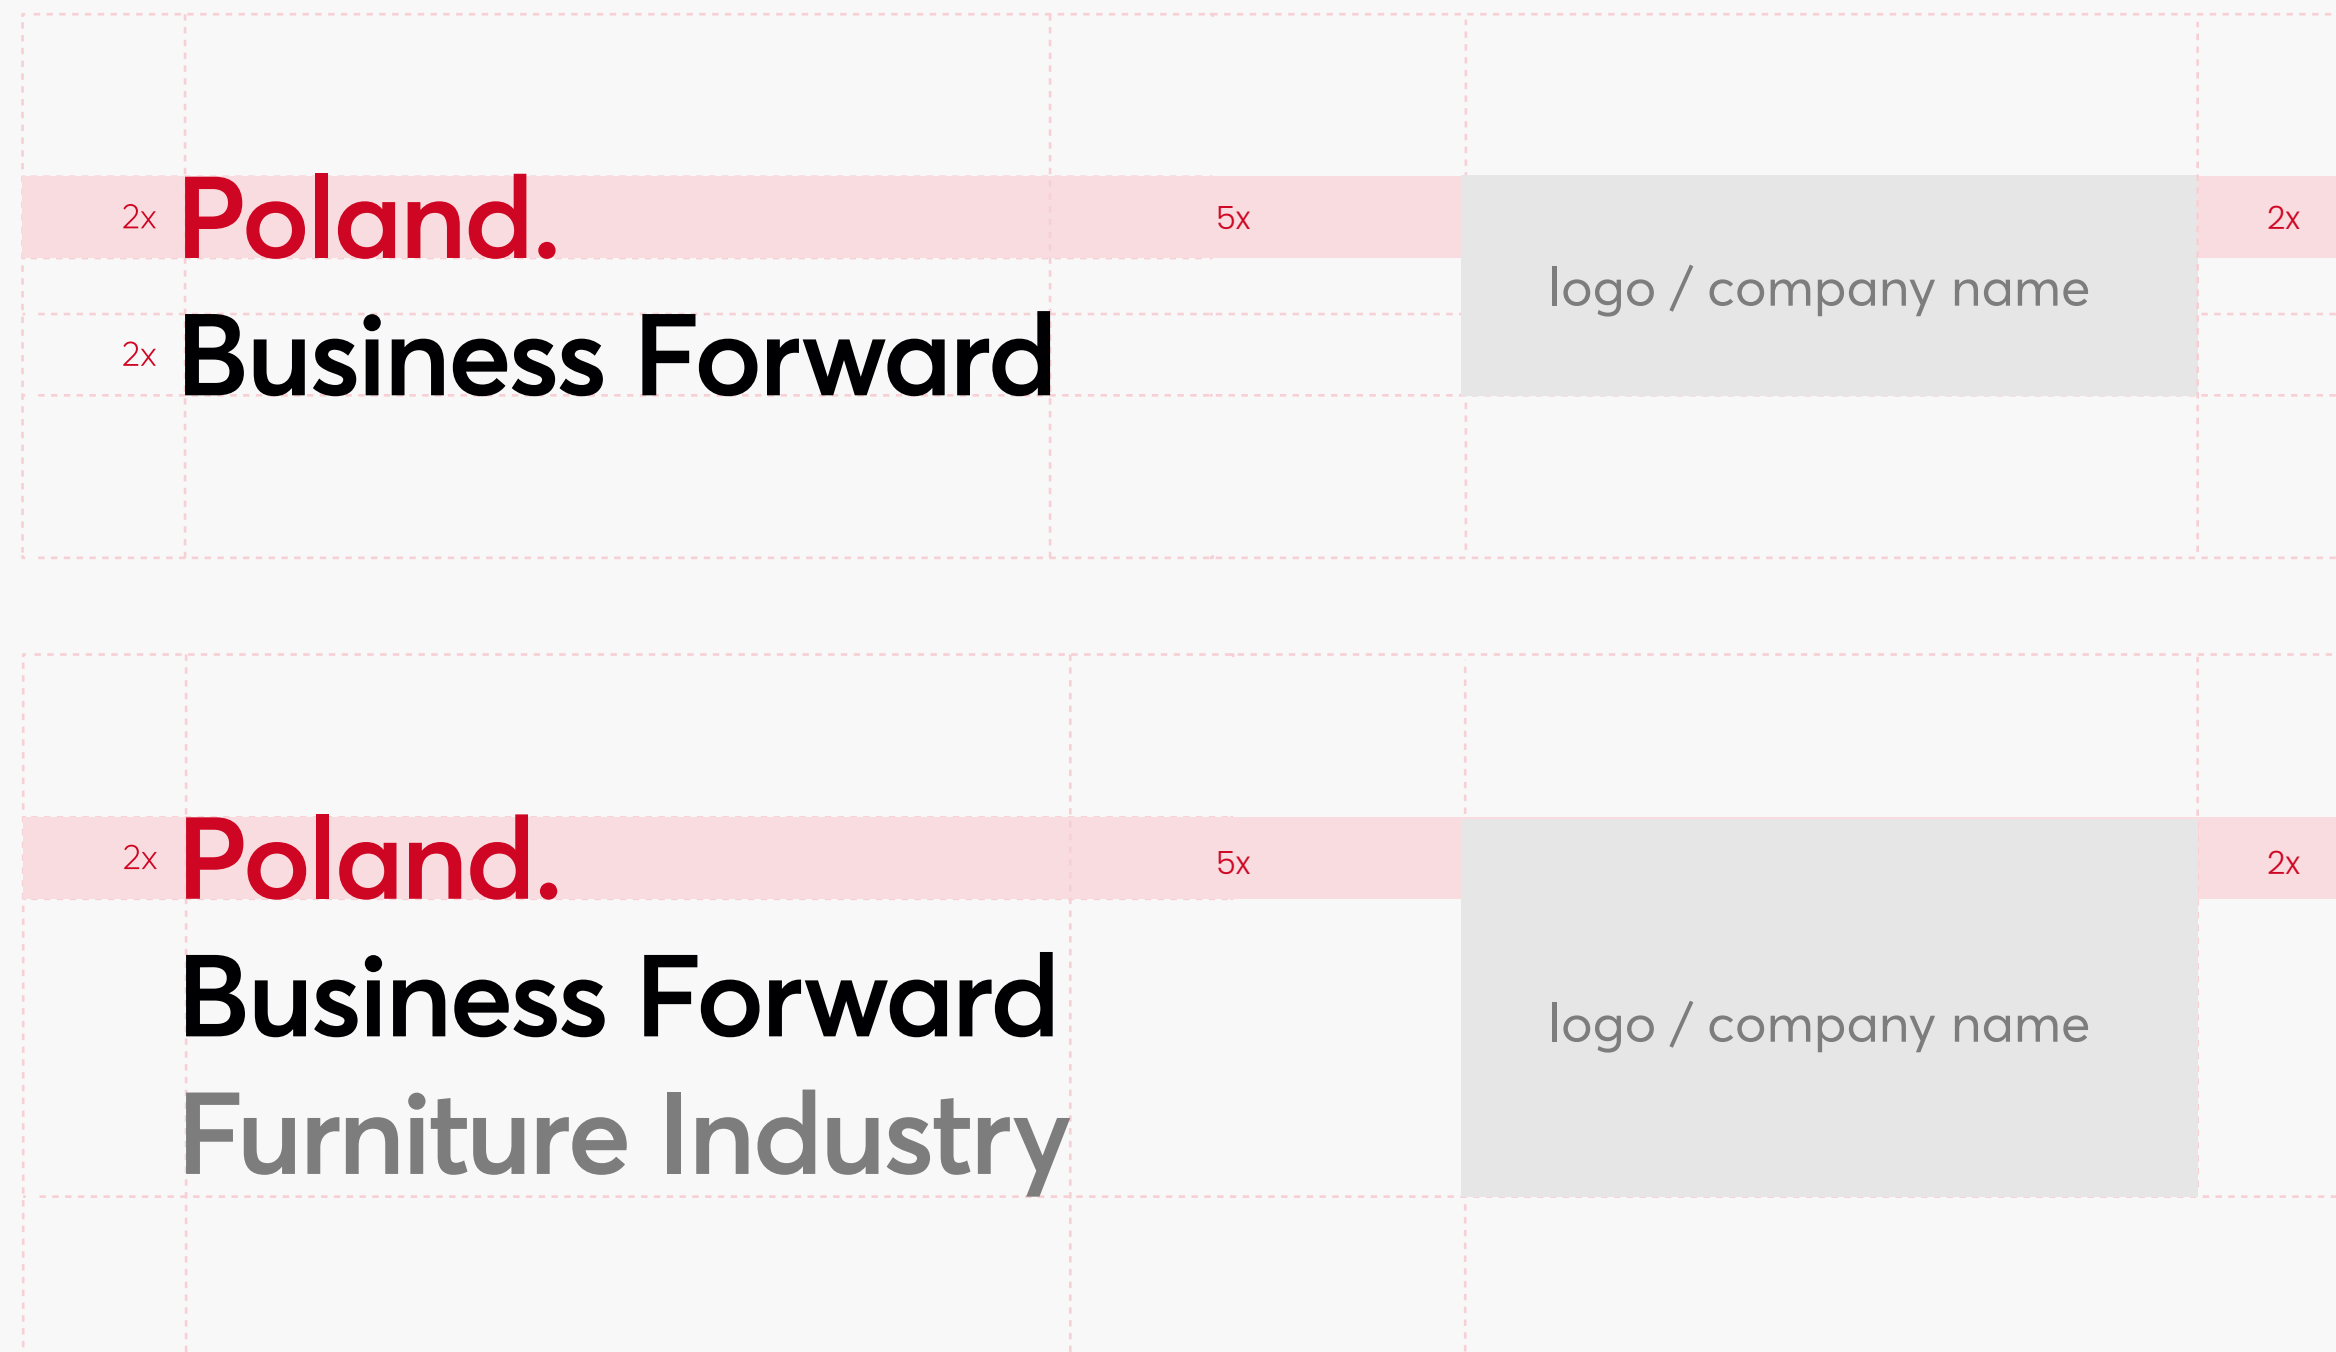 2x Poland. 5x 2x
logo / company name
2x Business Forward
2x Poland. 5x 2x
Business Forward
logo / company name
Furniture Industry